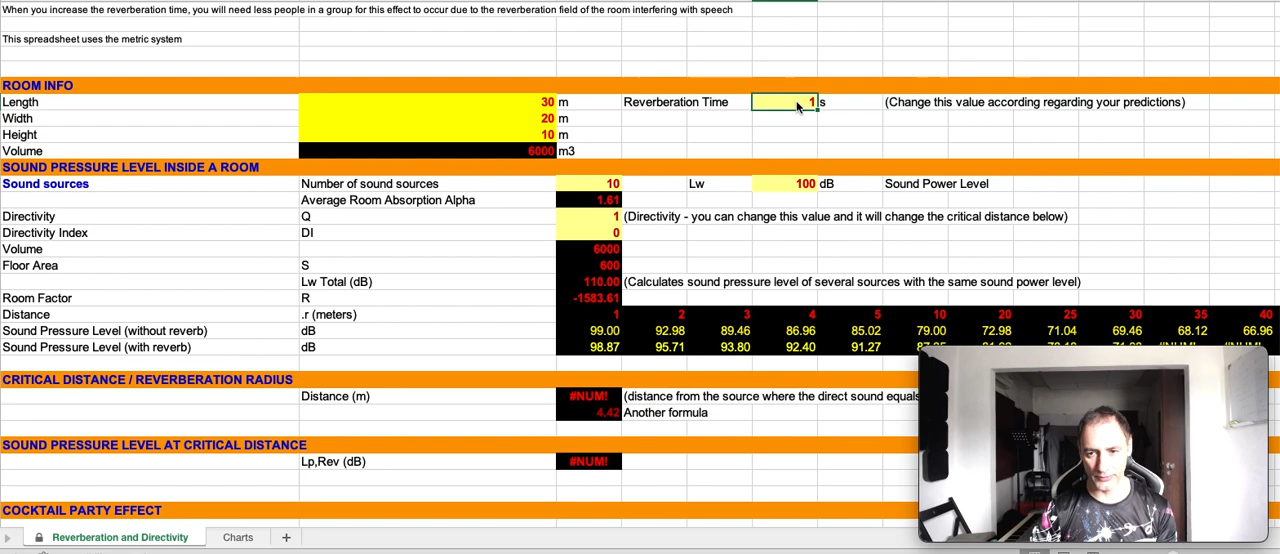 When you increase the reverberation time, you will need less people in a group for this effect to occur due to the reverberation field of the room interfering with speech
This spreadsheet uses the metric system
ROOM INFO
Length 30 m Reverberation Time 1 s (Change this value according regarding your predictions)
Width 20 m
Height 10 m
Volume 6000 m3
SOUND PRESSURE LEVEL INSIDE A ROOM
Sound sources Number of sound sources 10 Lw 100 dB Sound Power Level
Average Room Absorption Alpha 1.61
Directivity Q 1 (Directivity - you can change this value and it will change the critical distance below)
Directivity Index DI 0
Volume 6000
Floor Area S 600
Lw Total (dB) 110.00 (Calculates sound pressure level of several sources with the same sound power level)
Room Factor R -1583.61
Distance .r (meters) 1 2 3 4 5 10 20 25 30 35 40
Sound Pressure Level (without reverb) dB 99.00 92.98 89.46 86.96 85.02 79.00 72.98 71.04 69.46 68.12 66.96
Sound Pressure Level (with reverb) dB 98.87 95.71 93.80 92.40 91.27
CRITICAL DISTANCE / REVERBERATION RADIUS
Distance (m) #NUM! (distance from the source where the direct sound equals
4.42 Another formula
SOUND PRESSURE LEVEL AT CRITICAL DISTANCE
Lp,Rev (dB) #NUM!
COCKTAIL PARTY EFFECT
Reverberation and Directivity Charts +